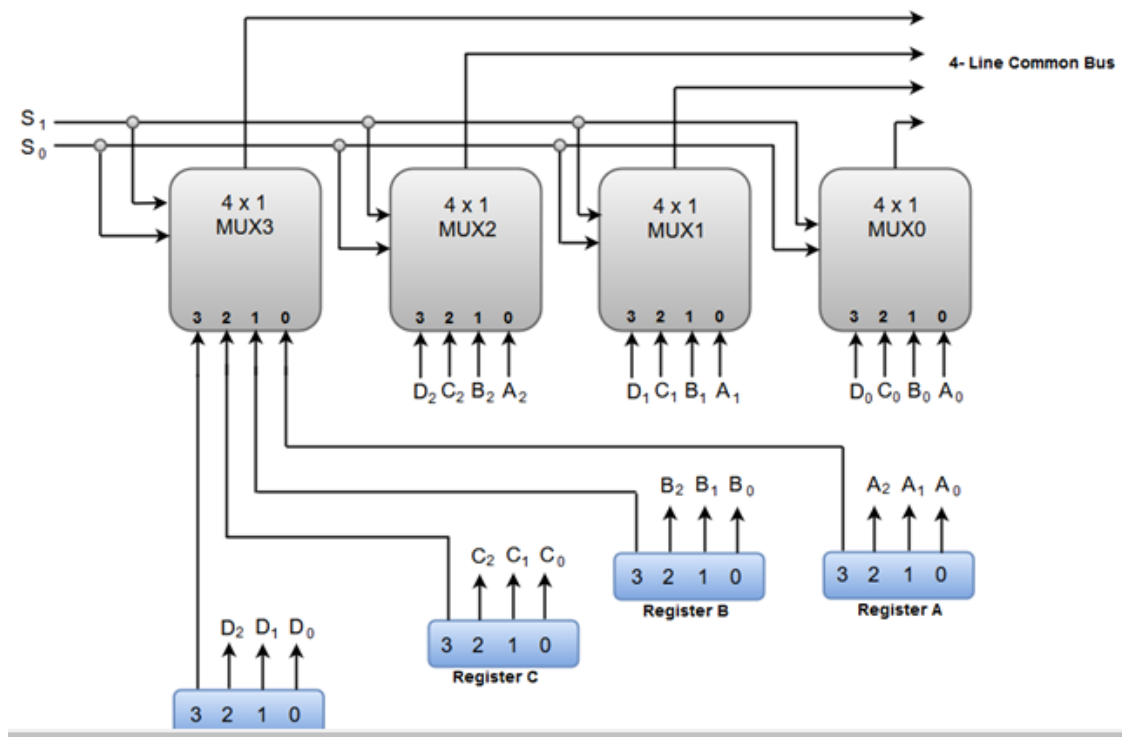 4- Line Common Bus
S₁
S₀
4 x 1
MUX3
4 x 1
MUX2
4 x 1
MUX1
4 x 1
MUX0
3 2 1 0
3 2 1 0
3 2 1 0
3 2 1 0
D₂ C₂ B₂ A₂
D₁ C₁ B₁ A₁
D₀ C₀ B₀ A₀
B₂ B₁ B₀
A₂ A₁ A₀
3 2 1 0
Register B
3 2 1 0
Register A
C₂ C₁ C₀
3 2 1 0
Register C
D₂ D₁ D₀
3 2 1 0